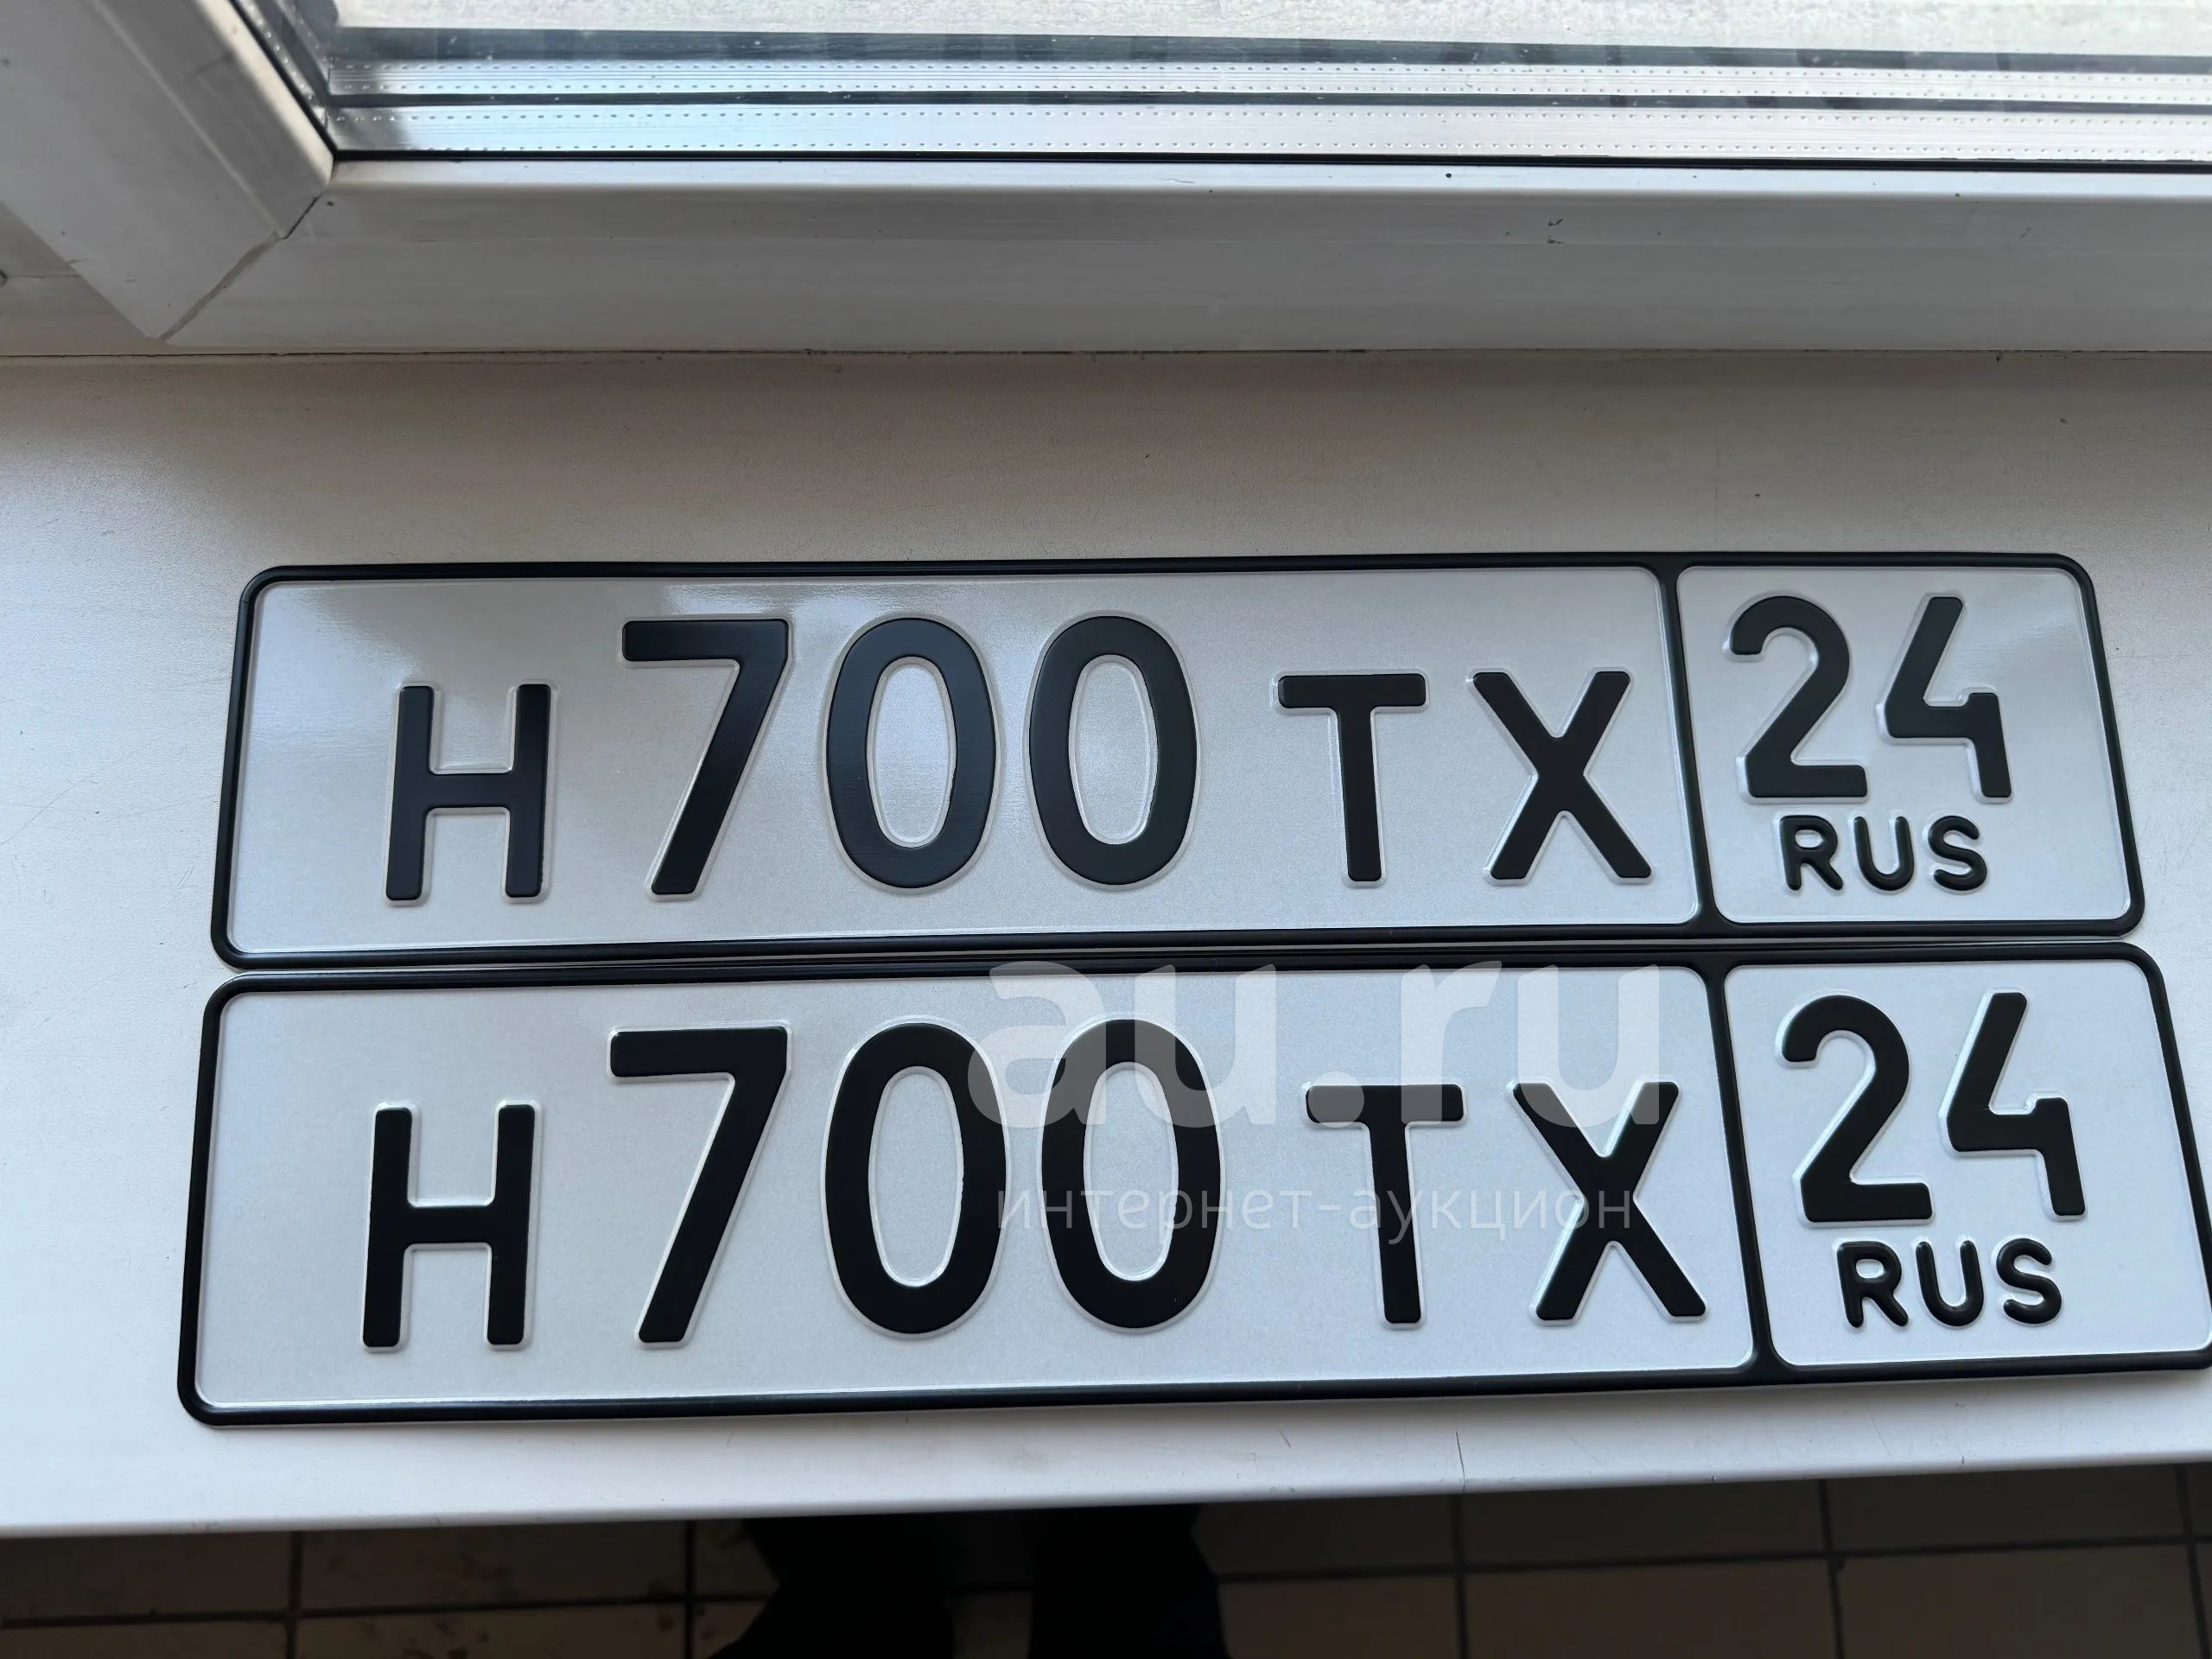 Н700ТХ 24
RUS
Н700ТХ 24
RUS
au.ru
интернет-аукцион